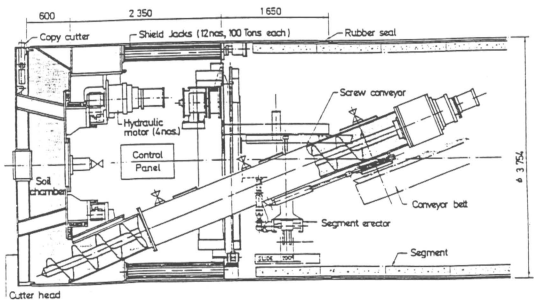 600
2 350
1 650
Copy cutter
Shield Jacks (12nos, 100 Tons each)
Rubber seal
Screw conveyor
Hydraulic
motor (4nos.)
Control
Panel
Soil
chamber
ø 3 754
Conveyor belt
Segment erector
Segment
Cutter head